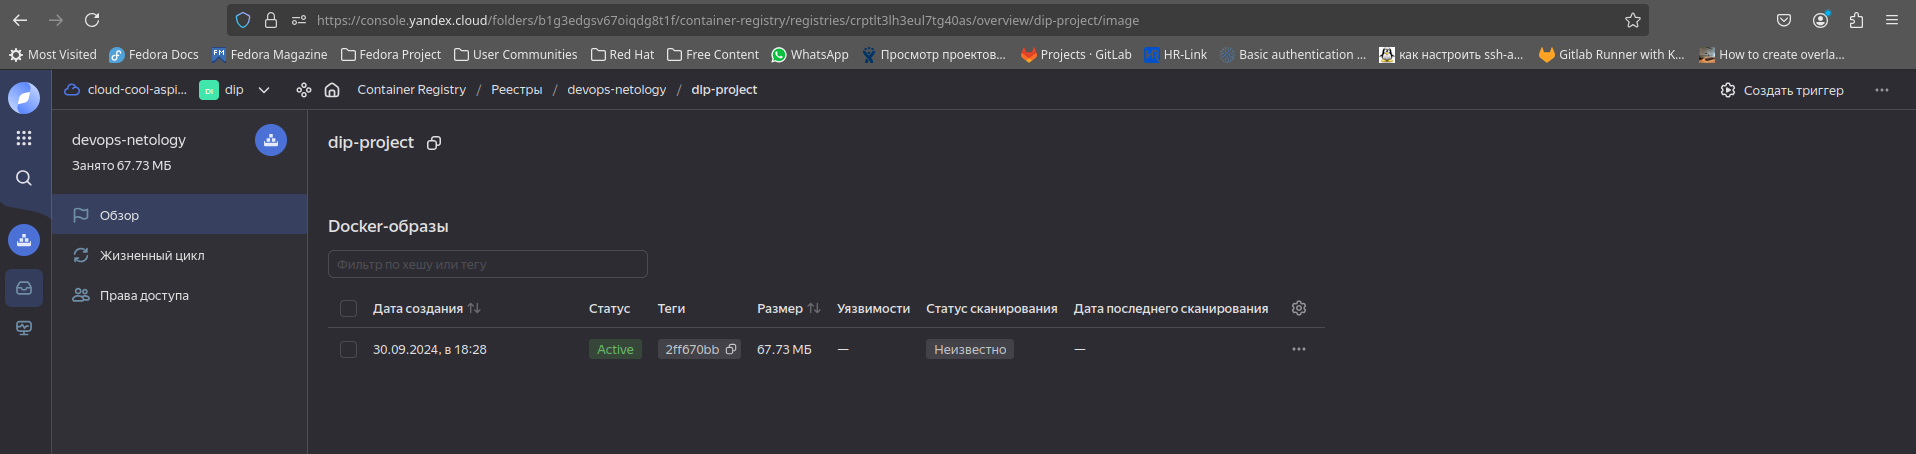 https://console.yandex.cloud/folders/b1g3edgsv67oiqdg8t1f/container-registry/registries/crptlt3lh3eul7tg40as/overview/dip-project/image
Most Visited Fedora Docs Fedora Magazine Fedora Project User Communities Red Hat Free Content WhatsApp Просмотр проектов… Projects · GitLab HR-Link Basic authentication … как настроить ssh-a… Gitlab Runner with K… How to create overla…
cloud-cool-aspi... DI dip Container Registry / Реестры / devops-netology / dip-project Создать триггер
devops-netology
Занято 67.73 МБ
Обзор
Жизненный цикл
Права доступа
dip-project
Docker-образы
Фильтр по хешу или тегу
Дата создания Статус Теги Размер Уязвимости Статус сканирования Дата последнего сканирования
30.09.2024, в 18:28 Active 2ff670bb 67.73 МБ — Неизвестно —